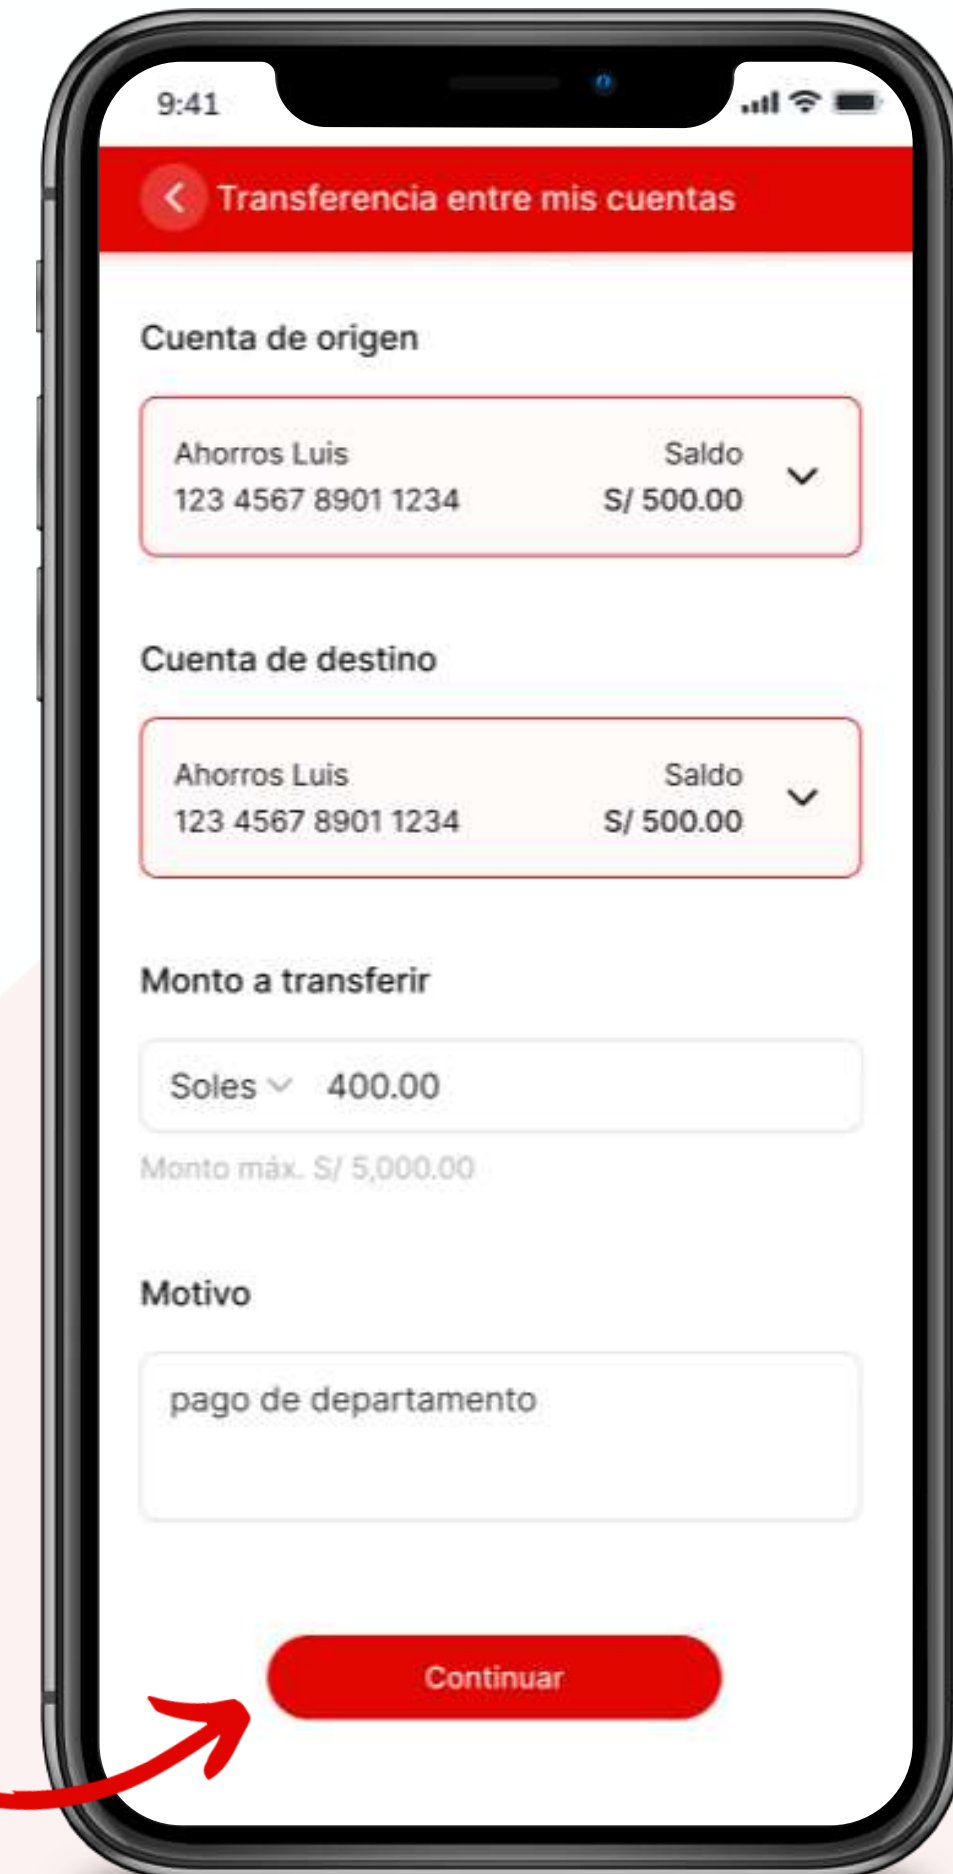 9:41
Transferencia entre mis cuentas
Cuenta de origen
Ahorros Luis Saldo
123 4567 8901 1234 S/ 500.00
Cuenta de destino
Ahorros Luis Saldo
123 4567 8901 1234 S/ 500.00
Monto a transferir
Soles 400.00
Monto máx. S/ 5,000.00
Motivo
pago de departamento
Continuar